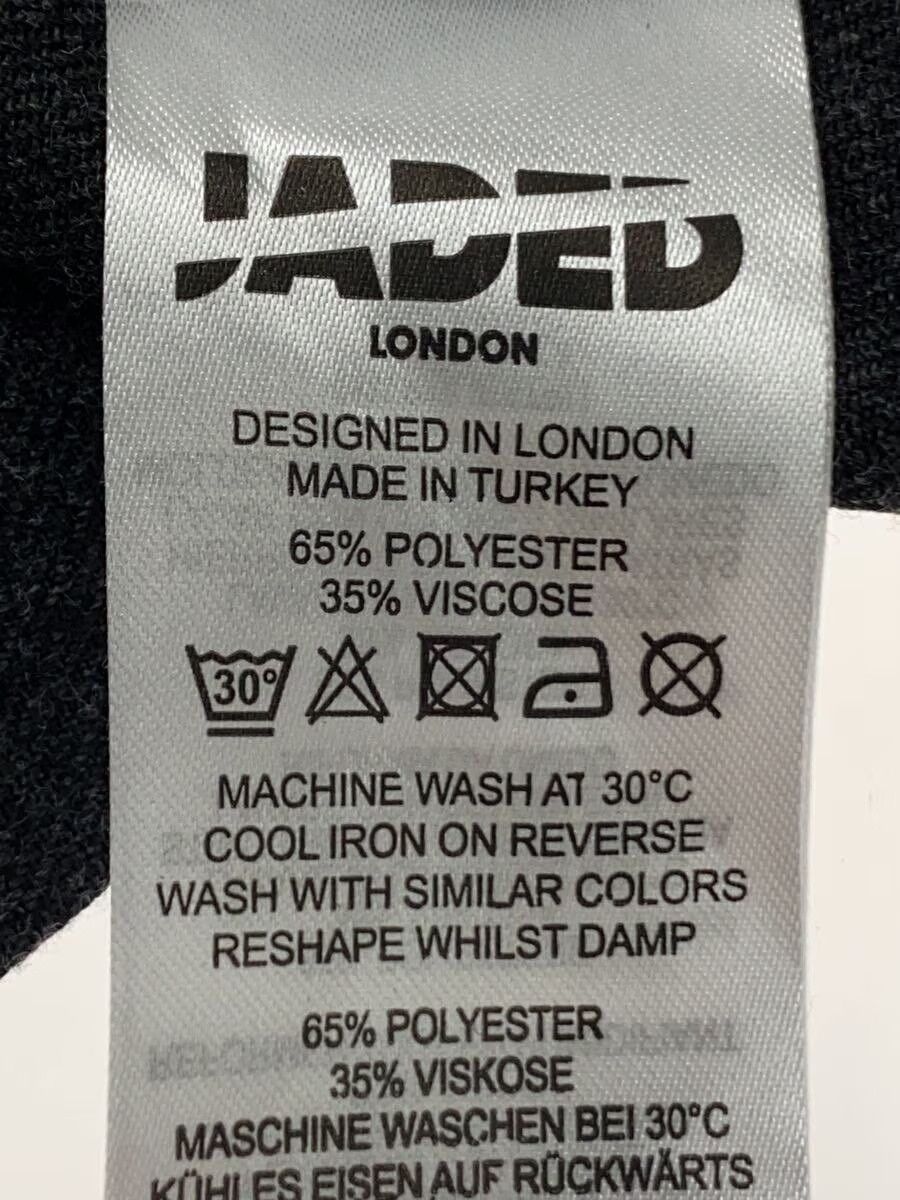 JADED
LONDON
DESIGNED IN LONDON
MADE IN TURKEY
65% POLYESTER
35% VISCOSE
30°
MACHINE WASH AT 30°C
COOL IRON ON REVERSE
WASH WITH SIMILAR COLORS
RESHAPE WHILST DAMP
65% POLYESTER
35% VISKOSE
MASCHINE WASCHEN BEI 30°C
KÜHLES EISEN AUF RÜCKWÄRTS